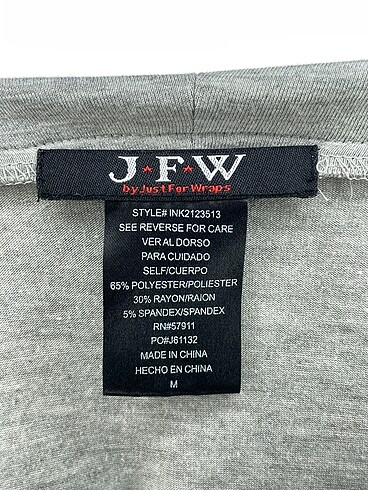 J★F★W
by Just For Wraps
STYLE# INK2123513
SEE REVERSE FOR CARE
VER AL DORSO
PARA CUIDADO
SELF/CUERPO
65% POLYESTER/POLIESTER
30% RAYON/RAION
5% SPANDEX/SPANDEX
RN#57911
PO#J61132
MADE IN CHINA
HECHO EN CHINA
M